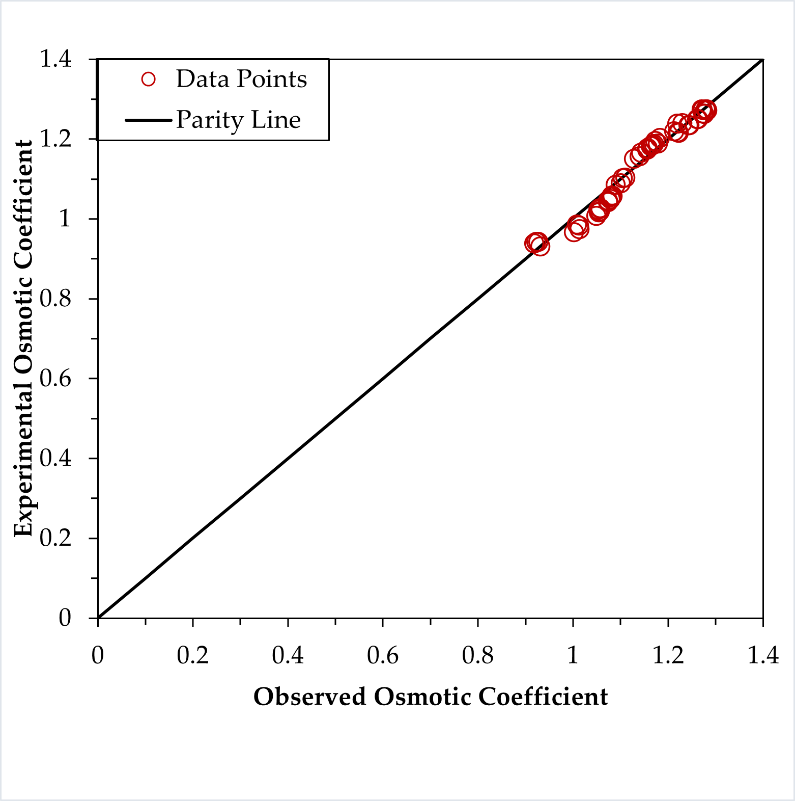 Data Points
Parity Line
Experimental Osmotic Coefficient
1.4
1.2
1
0.8
0.6
0.4
0.2
0
0 0.2 0.4 0.6 0.8 1 1.2 1.4
Observed Osmotic Coefficient